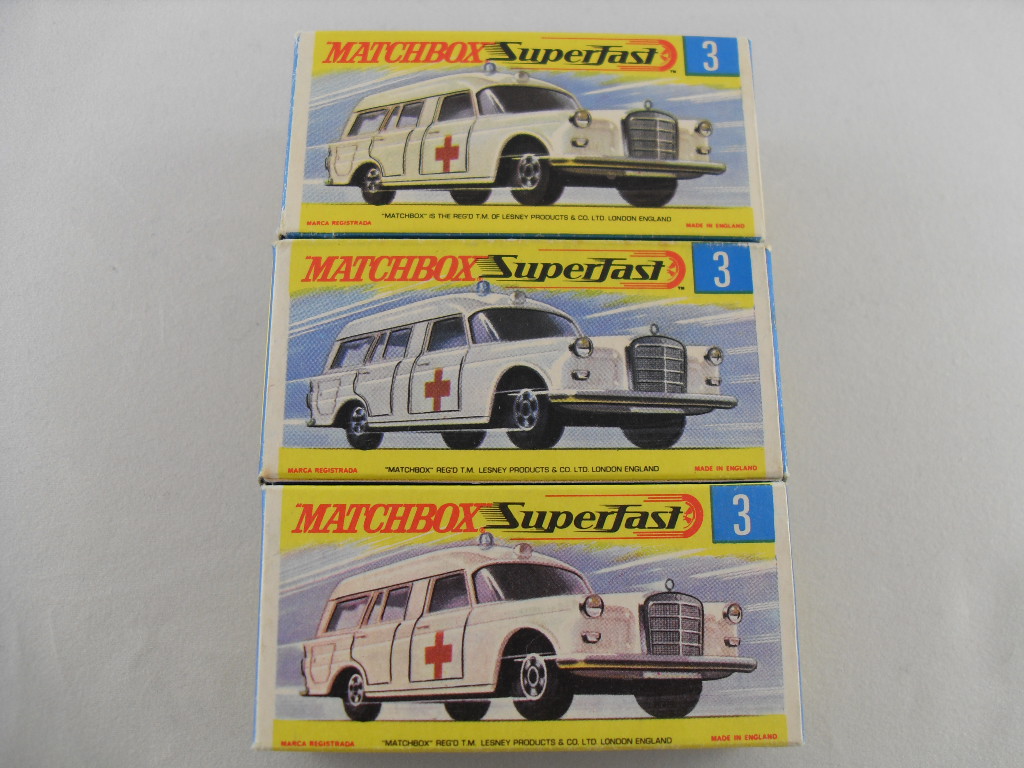 MATCHBOX Superfast 3
TM
MARCA REGISTRADA "MATCHBOX" IS THE REG'D T.M. OF LESNEY PRODUCTS & CO. LTD. LONDON ENGLAND MADE IN ENGLAND
MATCHBOX Superfast 3
TM
MARCA REGISTRADA "MATCHBOX" REG'D T.M. LESNEY PRODUCTS & CO. LTD. LONDON ENGLAND MADE IN ENGLAND
MATCHBOX Superfast 3
MARCA REGISTRADA "MATCHBOX" REG'D T.M. LESNEY PRODUCTS & CO. LTD. LONDON ENGLAND MADE IN ENGLAND